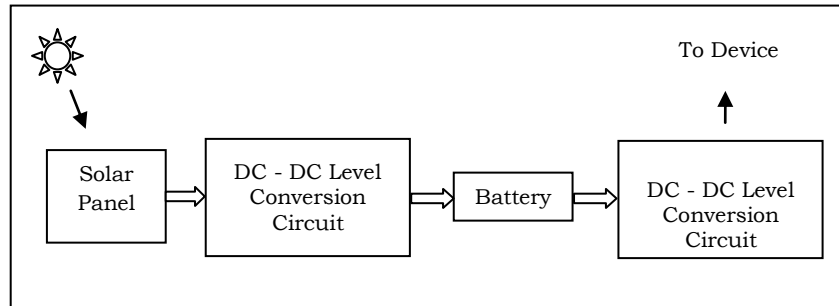 To Device
Solar
Panel
DC - DC Level
Conversion
Circuit
Battery
DC - DC Level
Conversion
Circuit